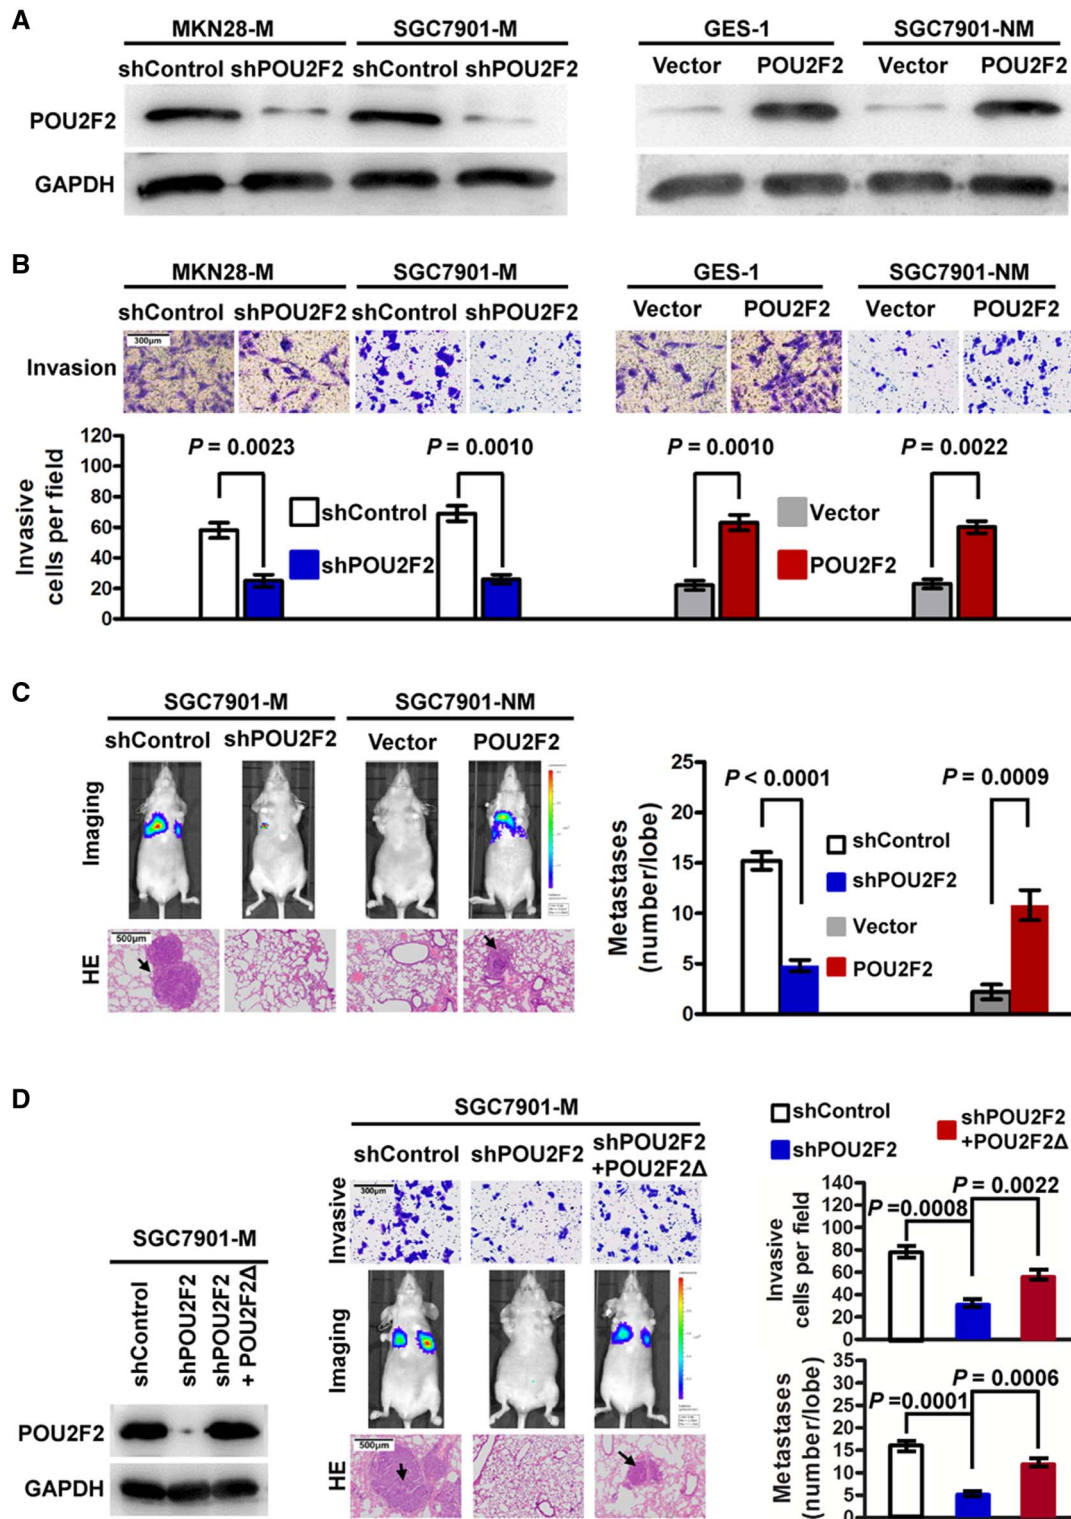 A
MKN28-M SGC7901-M GES-1 SGC7901-NM
shControl shPOU2F2 shControl shPOU2F2 Vector POU2F2 Vector POU2F2
POU2F2
GAPDH
B
MKN28-M SGC7901-M GES-1 SGC7901-NM
shControl shPOU2F2 shControl shPOU2F2 Vector POU2F2 Vector POU2F2
300μm
Invasion
Invasive
cells per field
120
100
80
60
40
20
0
P = 0.0023 P = 0.0010 P = 0.0010 P = 0.0022
shControl
shPOU2F2
Vector
POU2F2
C
SGC7901-M SGC7901-NM
shControl shPOU2F2 Vector POU2F2
Imaging
HE
500μm
Metastases
(number/lobe)
25
20
15
10
5
0
P < 0.0001 P = 0.0009
shControl
shPOU2F2
Vector
POU2F2
D
SGC7901-M
shControl
shPOU2F2
shPOU2F2
+ POU2F2Δ
POU2F2
GAPDH
SGC7901-M
shControl shPOU2F2 shPOU2F2
+POU2F2Δ
Invasive
300μm
Imaging
HE
500μm
shControl
shPOU2F2
shPOU2F2
+POU2F2Δ
Invasive
cells per field
140
120
100
80
60
40
20
0
P =0.0008 P = 0.0022
Metastases
(number/lobe)
35
30
25
20
15
10
5
0
P =0.0001 P = 0.0006